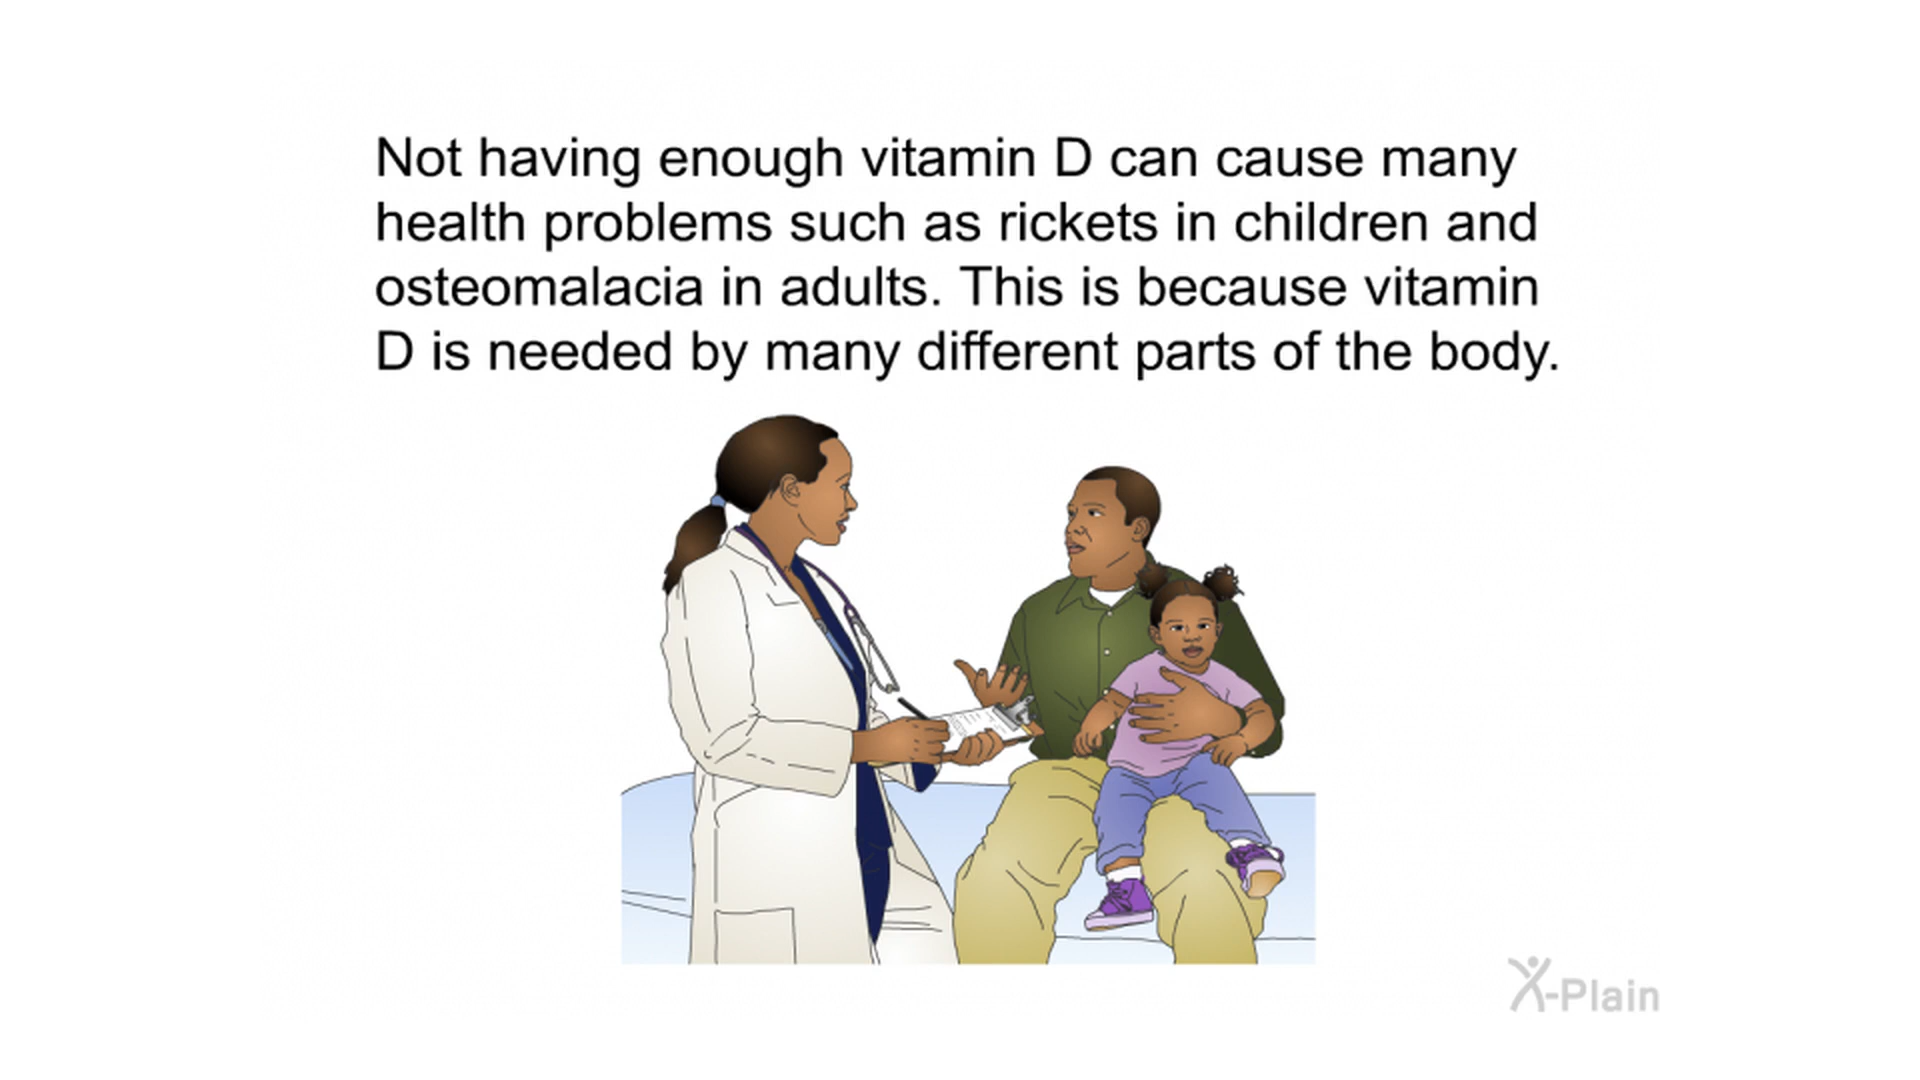 Not having enough vitamin D can cause many
health problems such as rickets in children and
osteomalacia in adults. This is because vitamin
D is needed by many different parts of the body.
X-Plain